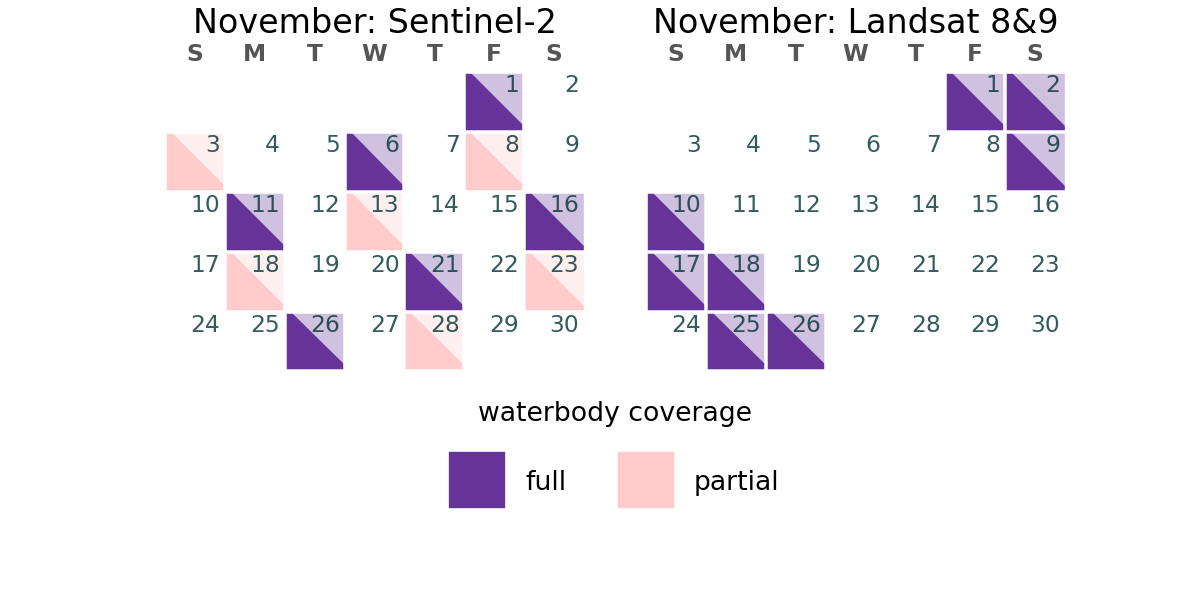 November: Sentinel-2
S M T W T F S
1 2
3 4 5 6 7 8 9
10 11 12 13 14 15 16
17 18 19 20 21 22 23
24 25 26 27 28 29 30
November: Landsat 8&9
S M T W T F S
1 2
3 4 5 6 7 8 9
10 11 12 13 14 15 16
17 18 19 20 21 22 23
24 25 26 27 28 29 30
waterbody coverage
full partial